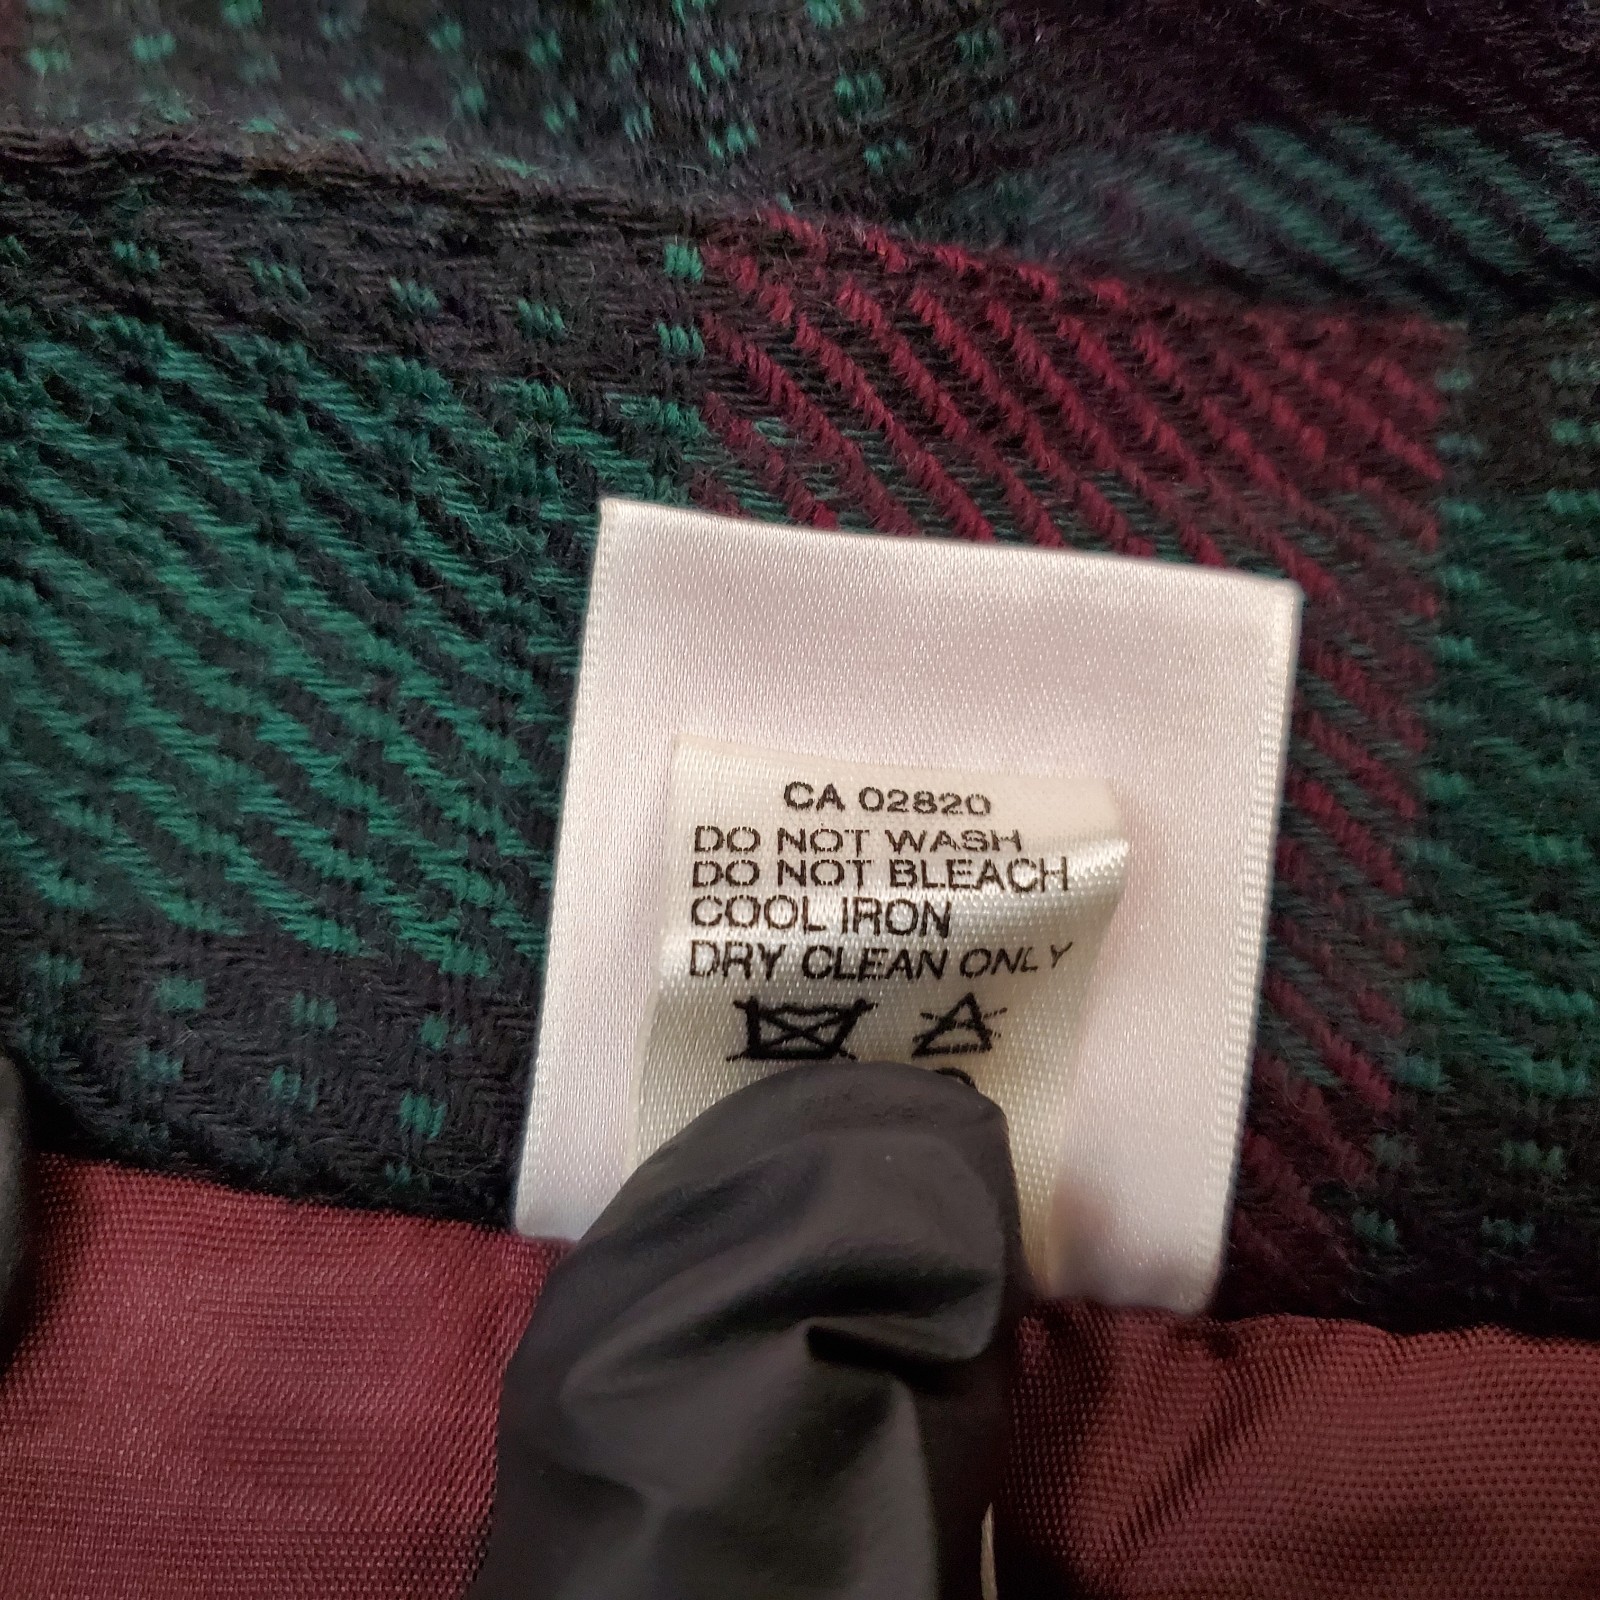 CA 02820
DO NOT WASH
DO NOT BLEACH
COOL IRON
DRY CLEAN ONLY